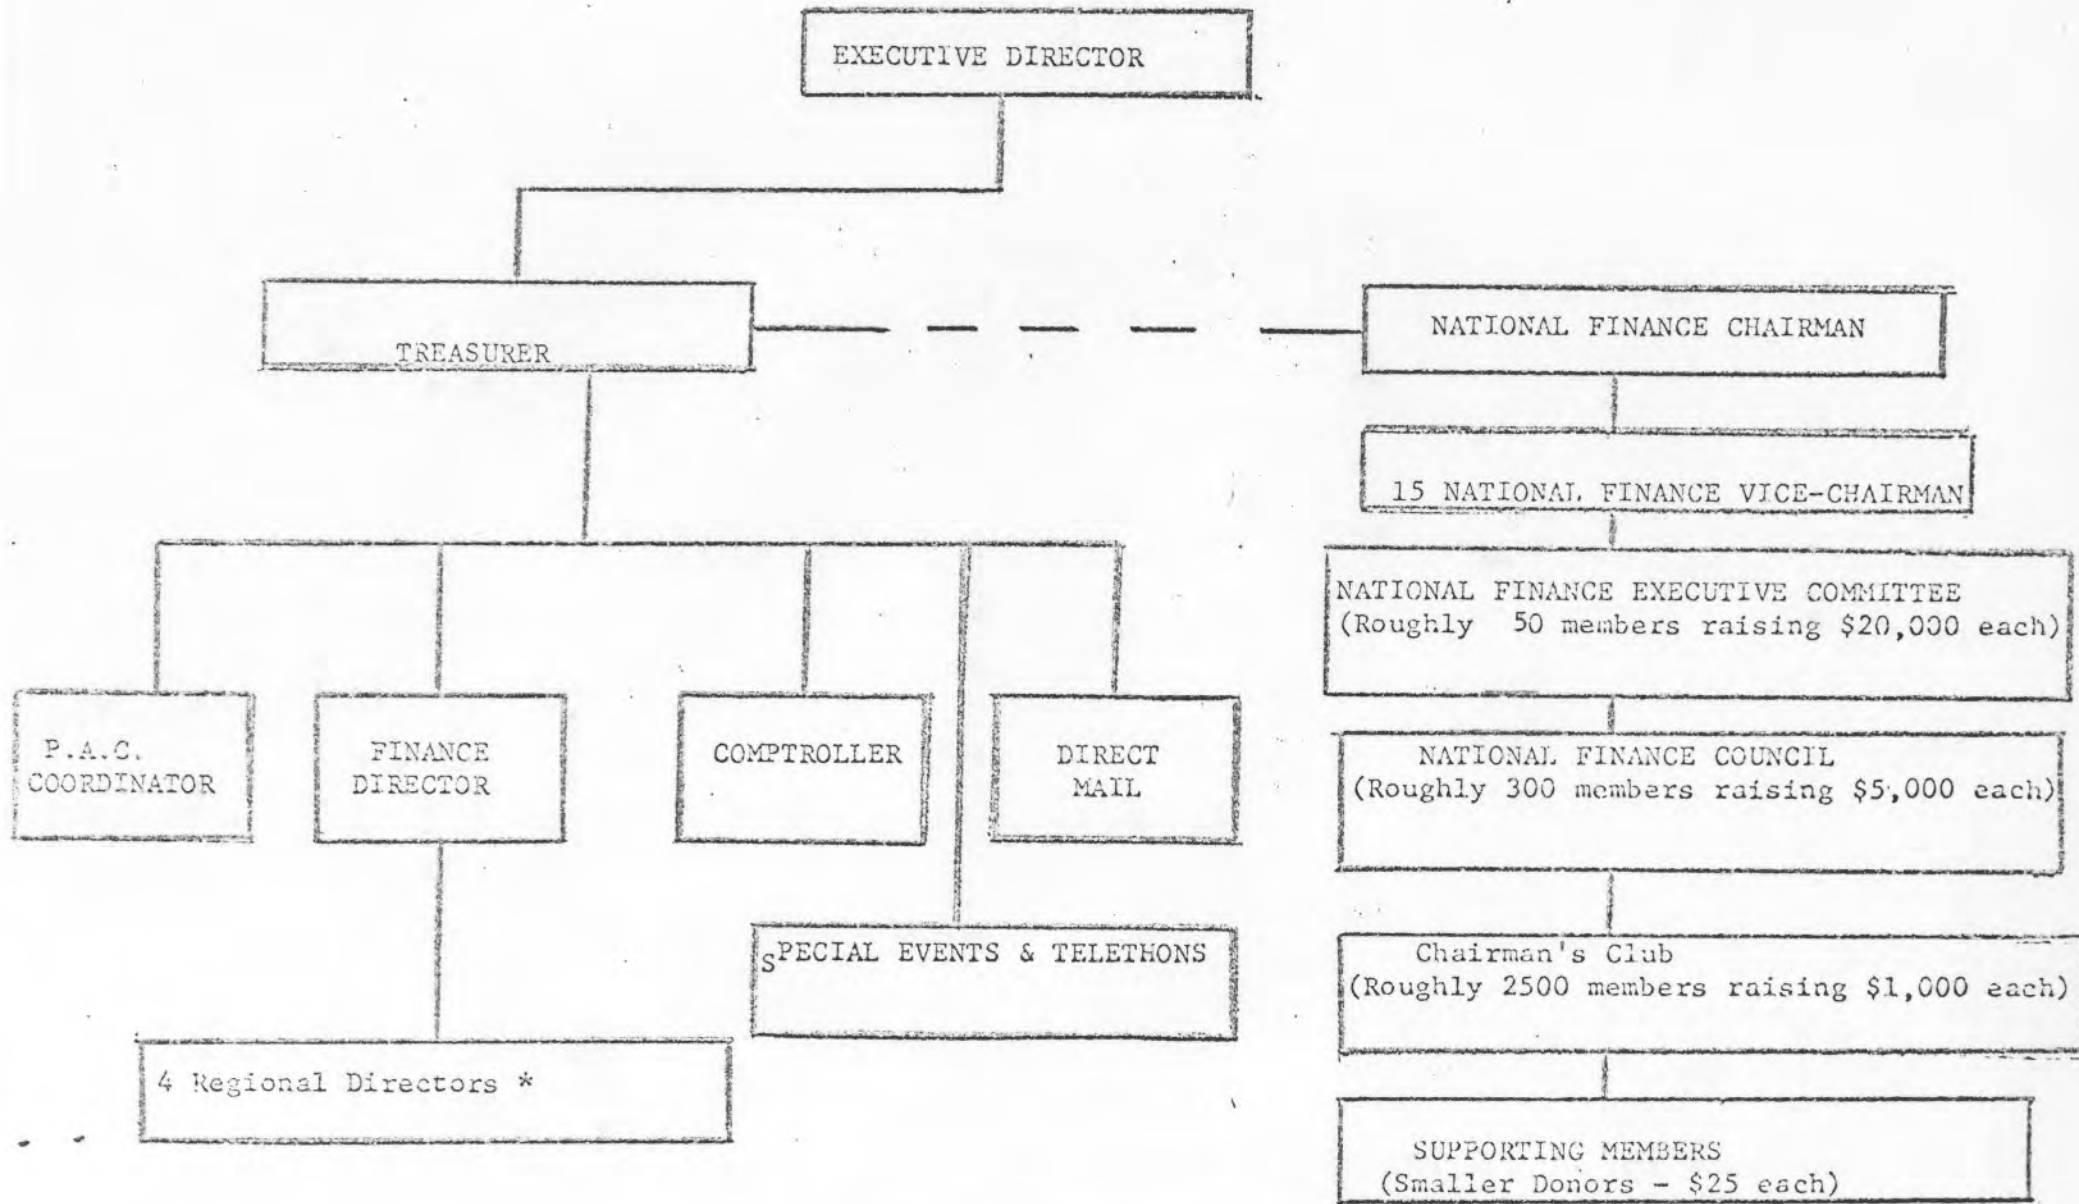 EXECUTIVE DIRECTOR
TREASURER
NATIONAL FINANCE CHAIRMAN
15 NATIONAL FINANCE VICE-CHAIRMAN
NATIONAL FINANCE EXECUTIVE COMMITTEE
(Roughly 50 members raising $20,000 each)
P.A.C.
COORDINATOR
FINANCE
DIRECTOR
COMPTROLLER
DIRECT
MAIL
NATIONAL FINANCE COUNCIL
(Roughly 300 members raising $5,000 each)
SPECIAL EVENTS & TELETHONS
Chairman's Club
(Roughly 2500 members raising $1,000 each)
4 Regional Directors *
SUPPORTING MEMBERS
(Smaller Donors - $25 each)